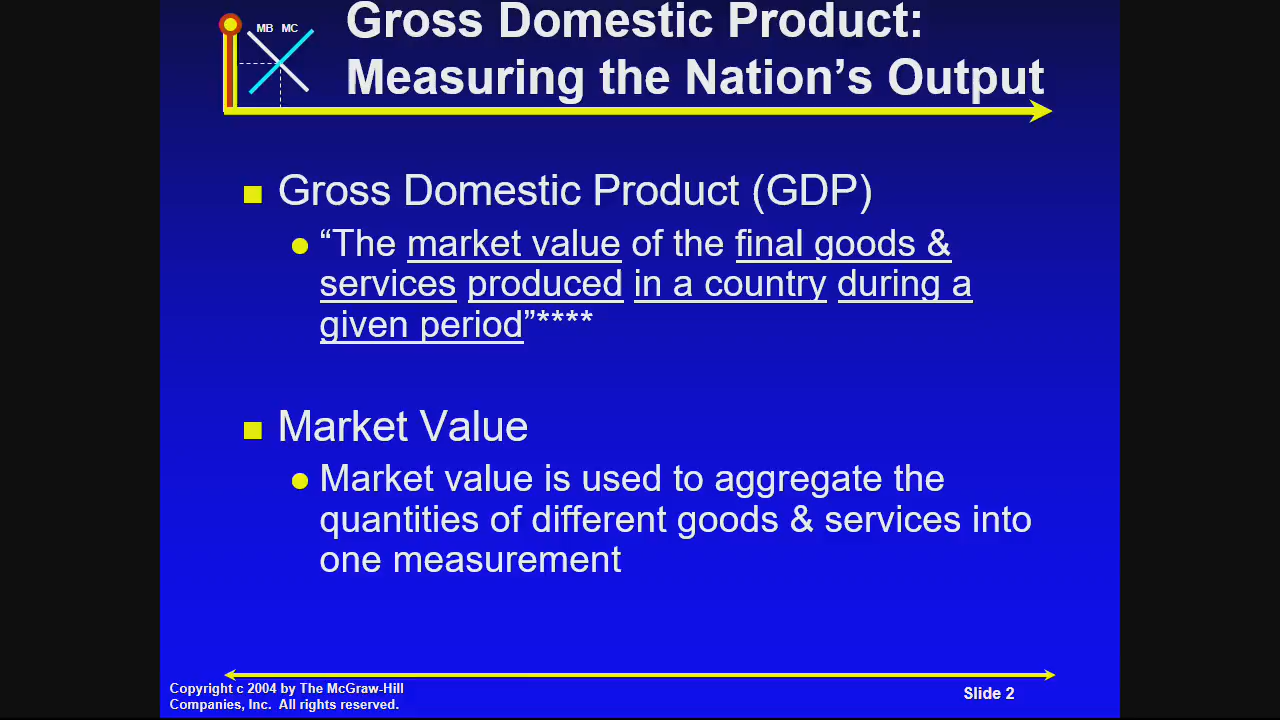 MB MC
Gross Domestic Product:
Measuring the Nation’s Output
Gross Domestic Product (GDP)
“The market value of the final goods &
services produced in a country during a
given period”****
Market Value
Market value is used to aggregate the
quantities of different goods & services into
one measurement
Copyright c 2004 by The McGraw-Hill
Companies, Inc. All rights reserved.
Slide 2